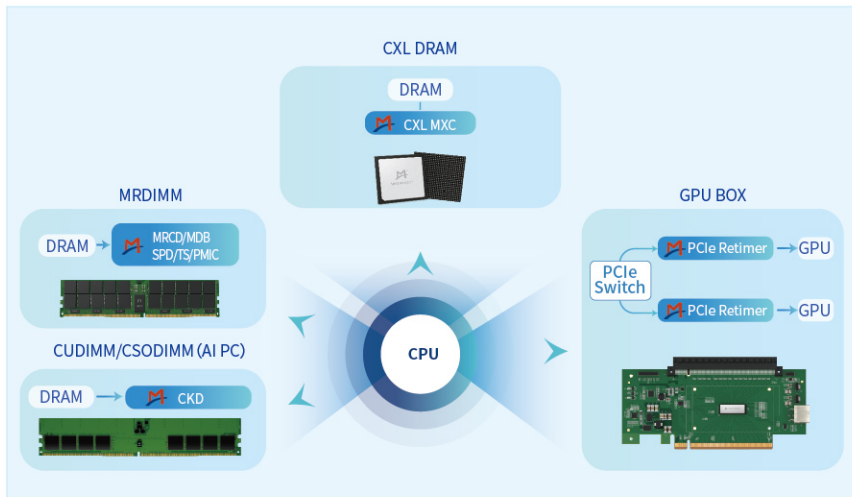 CXL DRAM
DRAM
CXL MXC
MRDIMM
DRAM
MRCD/MDB
SPD/TS/PMIC
CUDIMM/CSODIMM (AI PC)
DRAM
CKD
CPU
GPU BOX
PCIe Retimer
GPU
PCIe
Switch
PCIe Retimer
GPU